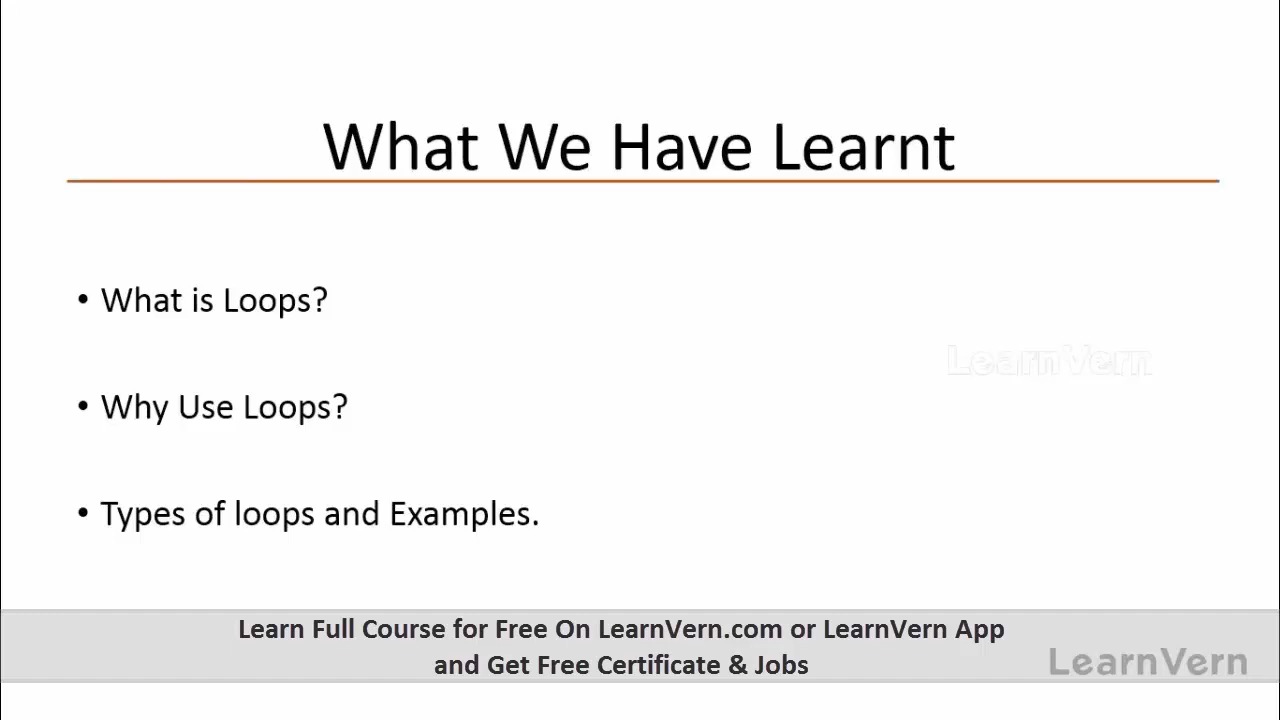 What We Have Learnt
• What is Loops?
LearnVern
• Why Use Loops?
• Types of loops and Examples.
Learn Full Course for Free On LearnVern.com or LearnVern App
and Get Free Certificate & Jobs
LearnVern